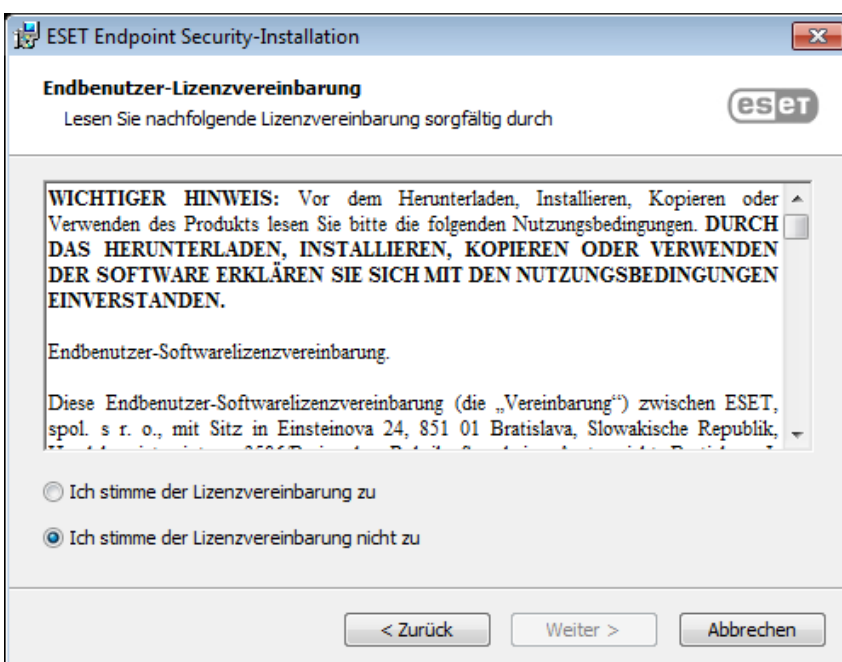 ESET Endpoint Security-Installation
Endbenutzer-Lizenzvereinbarung
Lesen Sie nachfolgende Lizenzvereinbarung sorgfältig durch
eseT
WICHTIGER HINWEIS: Vor dem Herunterladen, Installieren, Kopieren oder
Verwenden des Produkts lesen Sie bitte die folgenden Nutzungsbedingungen. DURCH
DAS HERUNTERLADEN, INSTALLIEREN, KOPIEREN ODER VERWENDEN
DER SOFTWARE ERKLÄREN SIE SICH MIT DEN NUTZUNGSBEDINGUNGEN
EINVERSTANDEN.
Endbenutzer-Softwarelizenzvereinbarung.
Diese Endbenutzer-Softwarelizenzvereinbarung (die „Vereinbarung“) zwischen ESET,
spol. s r. o., mit Sitz in Einsteinova 24, 851 01 Bratislava, Slowakische Republik,
Ich stimme der Lizenzvereinbarung zu
Ich stimme der Lizenzvereinbarung nicht zu
< Zurück
Weiter >
Abbrechen